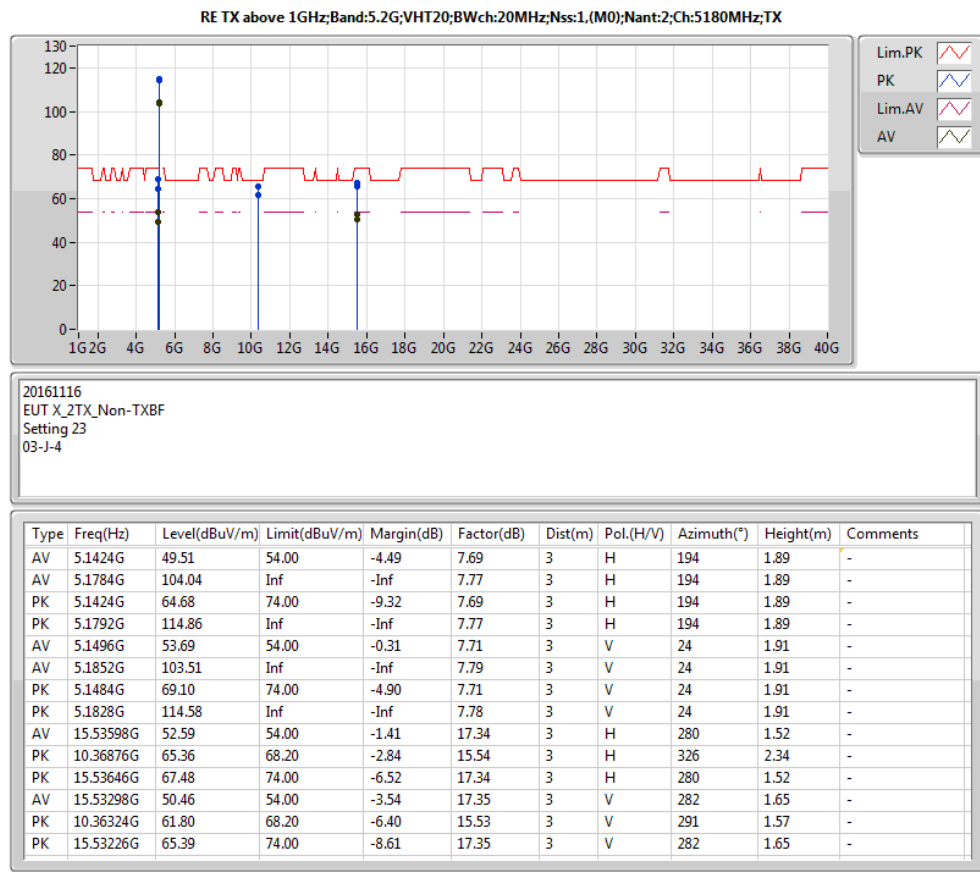 RE TX above 1GHz;Band:5.2G;VHT20;BWch:20MHz;Nss:1,(M0);Nant:2;Ch:5180MHz;TX
130
120
100
80
60
40
20
0
1G 2G 4G 6G 8G 10G 12G 14G 16G 18G 20G 22G 24G 26G 28G 30G 32G 34G 36G 38G 40G
Lim.PK
PK
Lim.AV
AV
20161116
EUT X_2TX_Non-TXBF
Setting 23
03-J-4
Type Freq(Hz) Level(dBuV/m) Limit(dBuV/m) Margin(dB) Factor(dB) Dist(m) Pol.(H/V) Azimuth(°) Height(m) Comments
AV 5.1424G 49.51 54.00 -4.49 7.69 3 H 194 1.89 -
AV 5.1784G 104.04 Inf -Inf 7.77 3 H 194 1.89 -
PK 5.1424G 64.68 74.00 -9.32 7.69 3 H 194 1.89 -
PK 5.1792G 114.86 Inf -Inf 7.77 3 H 194 1.89 -
AV 5.1496G 53.69 54.00 -0.31 7.71 3 V 24 1.91 -
AV 5.1852G 103.51 Inf -Inf 7.79 3 V 24 1.91 -
PK 5.1484G 69.10 74.00 -4.90 7.71 3 V 24 1.91 -
PK 5.1828G 114.58 Inf -Inf 7.78 3 V 24 1.91 -
AV 15.53598G 52.59 54.00 -1.41 17.34 3 H 280 1.52 -
PK 10.36876G 65.36 68.20 -2.84 15.54 3 H 326 2.34 -
PK 15.53646G 67.48 74.00 -6.52 17.34 3 H 280 1.52 -
AV 15.53298G 50.46 54.00 -3.54 17.35 3 V 282 1.65 -
PK 10.36324G 61.80 68.20 -6.40 15.53 3 V 291 1.57 -
PK 15.53226G 65.39 74.00 -8.61 17.35 3 V 282 1.65 -